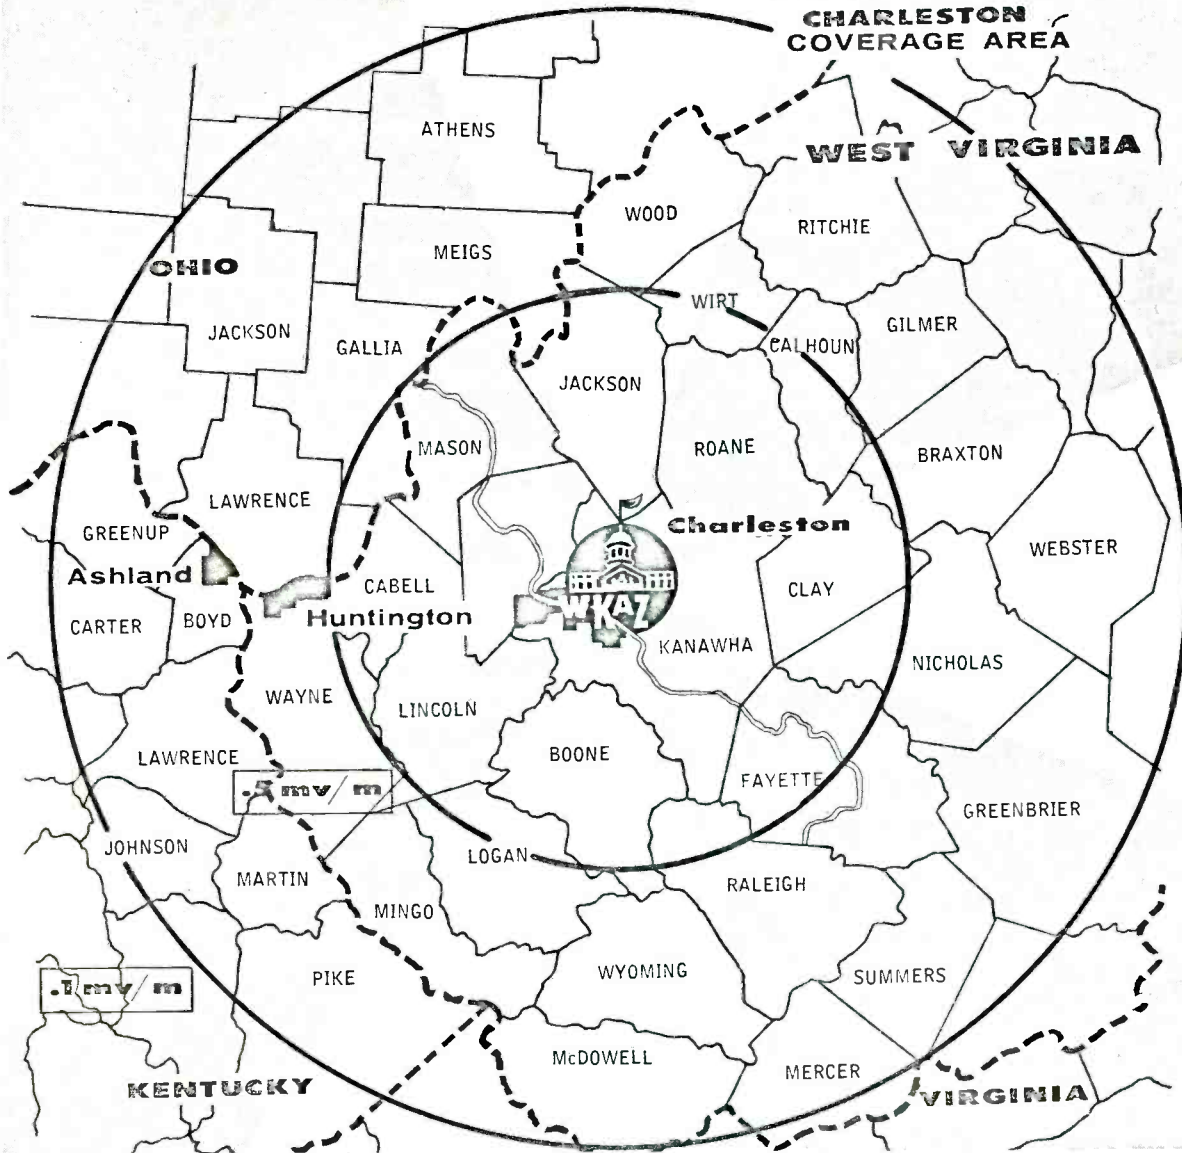 CHARLESTON
COVERAGE AREA
ATHENS
WEST VIRGINIA
WOOD
RITCHIE
MEIGS
OHIO
WIRT
JACKSON
GALLIA
CALHOUN
GILMER
JACKSON
MASON
ROANE
BRAXTON
LAWRENCE
Charleston
GREENUP
WEBSTER
Ashland
CABELL
CLAY
WKAZ
Huntington
CARTER
BOYD
KANAWHA
NICHOLAS
WAYNE
LINCOLN
LAWRENCE
BOONE
FAYETTE
.5 mv/m
GREENBRIER
JOHNSON
LOGAN
MARTIN
RALEIGH
MINGO
PIKE
WYOMING
SUMMERS
.1 mv/m
McDOWELL
MERCER
KENTUCKY
VIRGINIA